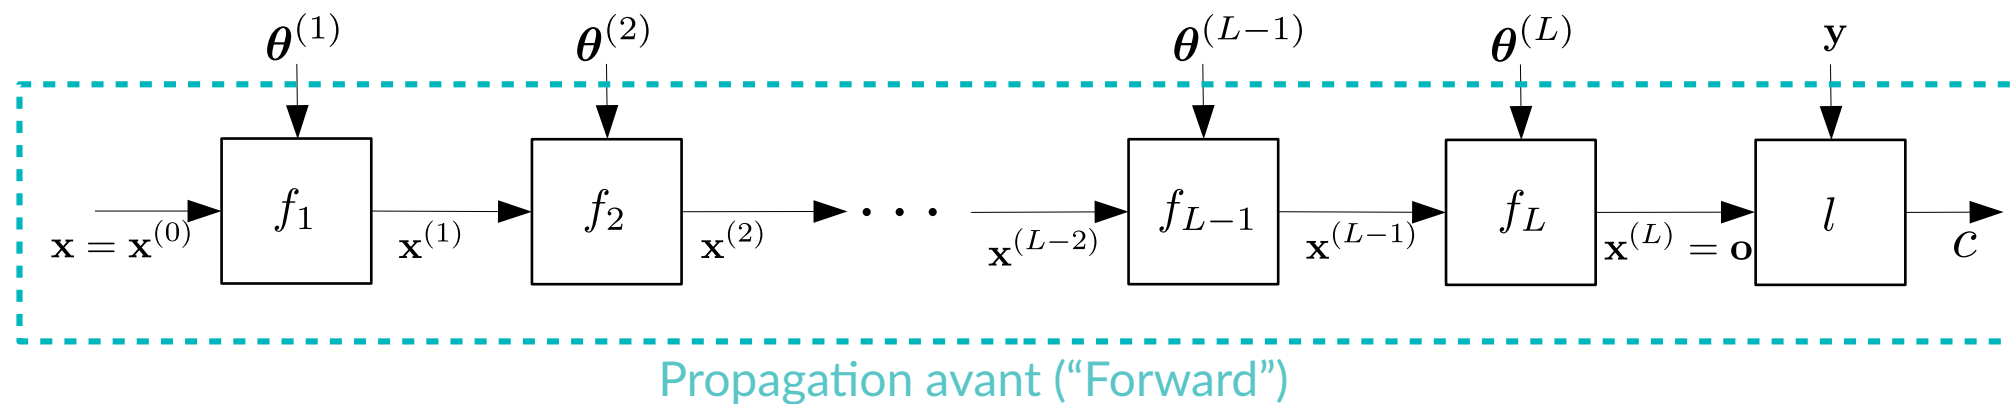 θ^(1) θ^(2) θ^(L−1) θ^(L) y
f_1 f_2 · · · f_{L−1} f_L l
x = x^(0) x^(1) x^(2) x^(L−2) x^(L−1) x^(L) = o c
Propagation avant (“Forward”)